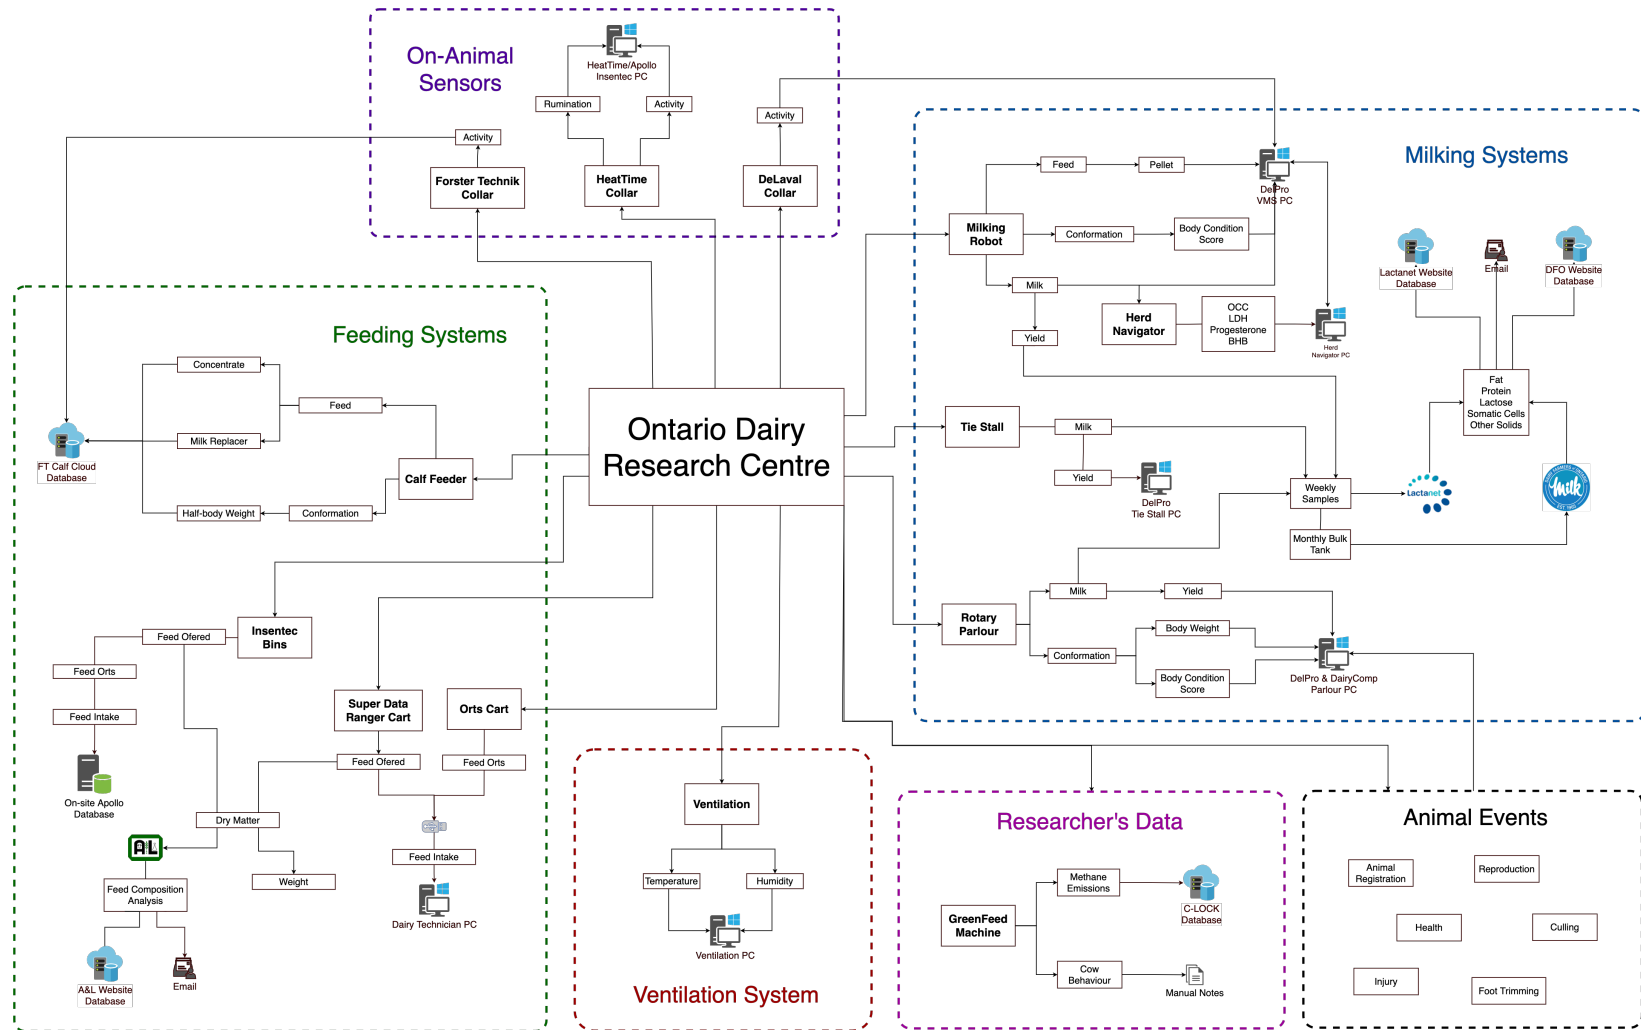 On-Animal
Sensors
HeatTime/Apollo
Insentec PC
Rumination
Activity
Activity
Activity
Forster Technik
Collar
HeatTime
Collar
DeLaval
Collar
Milking Systems
Feed
Pellet
DelPro
VMS PC
Milking
Robot
Conformation
Body Condition
Score
Milk
Yield
Herd
Navigator
OCC
LDH
Progesterone
BHB
Herd
Navigator PC
Lactanet Website
Database
Email
DFO Website
Database
Fat
Protein
Lactose
Somatic Cells
Other Solids
Tie Stall
Milk
Yield
DelPro
Tie Stall PC
Weekly
Samples
Lactanet
Milk
EST. 1965
Monthly Bulk
Tank
Rotary
Parlour
Milk
Yield
Conformation
Body Weight
Body Condition
Score
DelPro & DairyComp
Parlour PC
Feeding Systems
Concentrate
Feed
Milk Replacer
FT Calf Cloud
Database
Calf Feeder
Half-body Weight
Conformation
Ontario Dairy
Research Centre
Insentec
Bins
Feed Ofered
Feed Orts
Feed Intake
On-site Apollo
Database
Super Data
Ranger Cart
Orts Cart
Feed Ofered
Feed Orts
Dry Matter
A&L
Feed Intake
Weight
Feed Composition
Analysis
Dairy Technician PC
A&L Website
Database
Email
Ventilation
Temperature
Humidity
Ventilation PC
Ventilation System
Researcher's Data
Methane
Emissions
C-LOCK
Database
GreenFeed
Machine
Cow
Behaviour
Manual Notes
Animal Events
Animal
Registration
Reproduction
Health
Culling
Injury
Foot Trimming